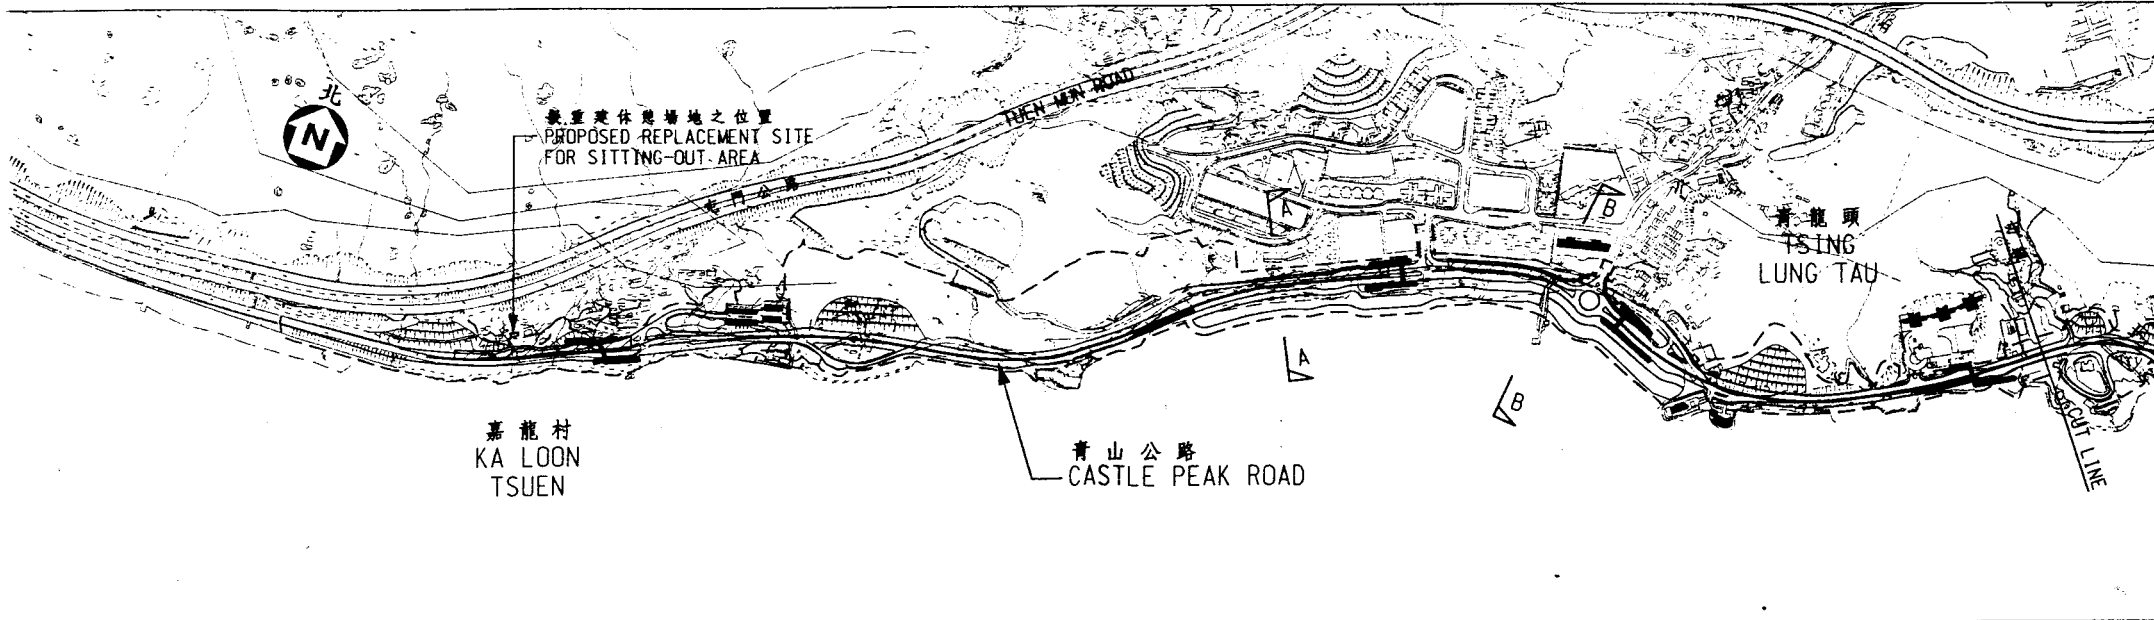 北
N
擬重建休憩場地之位置
PROPOSED REPLACEMENT SITE
FOR SITTING-OUT AREA
TUEN MUN ROAD
屯門公路
A
B
青龍頭
TSING
LUNG TAU
A
B
嘉龍村
KA LOON
TSUEN
青山公路
CASTLE PEAK ROAD
CUT LINE